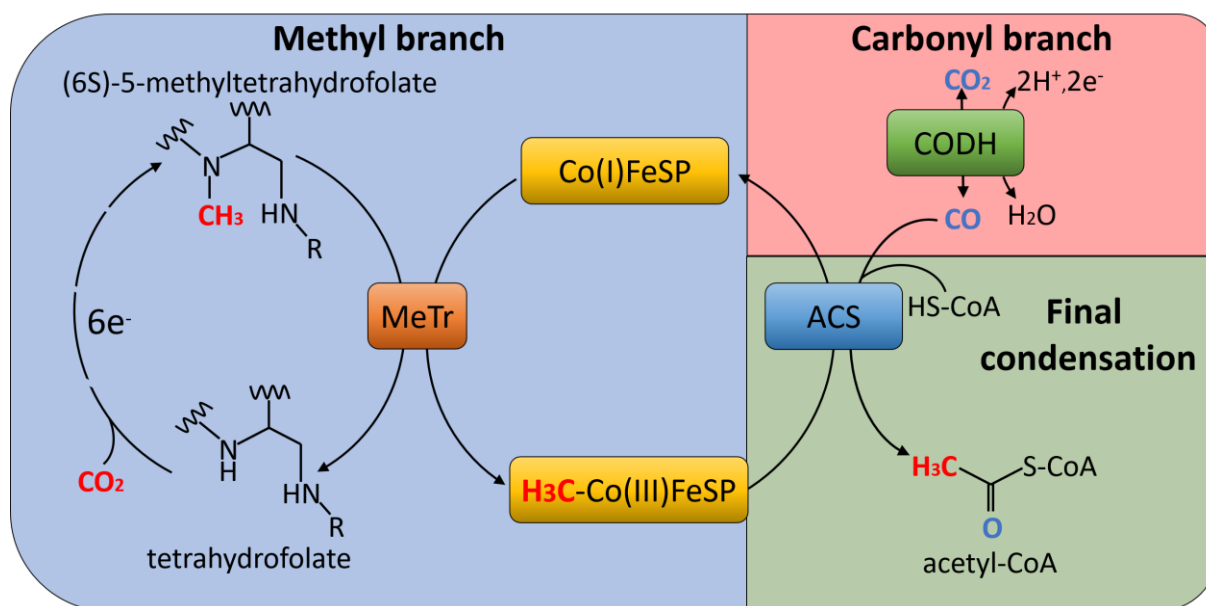 Methyl branch
(6S)-5-methyltetrahydrofolate
N
CH₃
HN
R
6e⁻
CO₂
N
H
HN
R
tetrahydrofolate
MeTr
Co(I)FeSP
H₃C-Co(III)FeSP
Carbonyl branch
CO₂
2H⁺,2e⁻
CODH
CO
H₂O
ACS
HS-CoA
Final
condensation
H₃C
S-CoA
O
acetyl-CoA